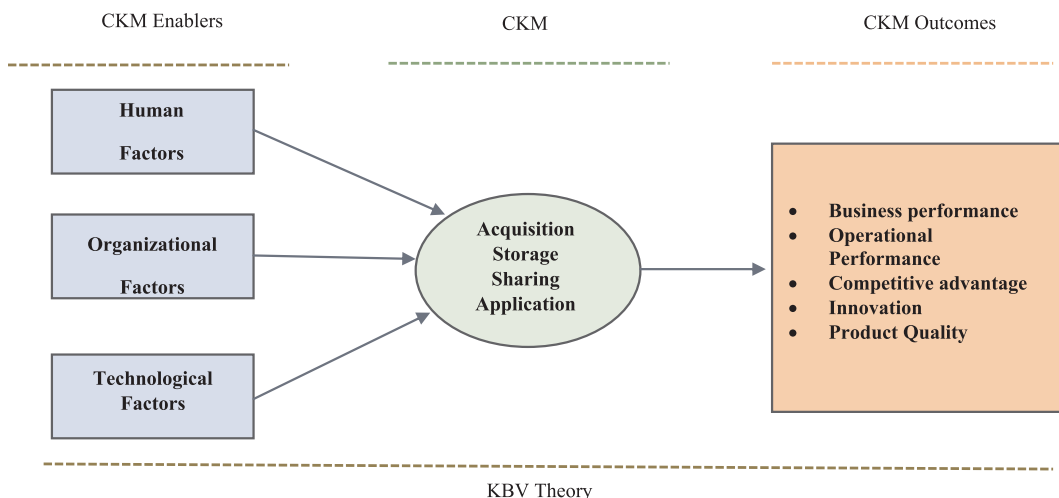 CKM Enablers
CKM
CKM Outcomes
Human
Factors
Organizational
Factors
Technological
Factors
Acquisition
Storage
Sharing
Application
• Business performance
• Operational
Performance
• Competitive advantage
• Innovation
• Product Quality
KBV Theory